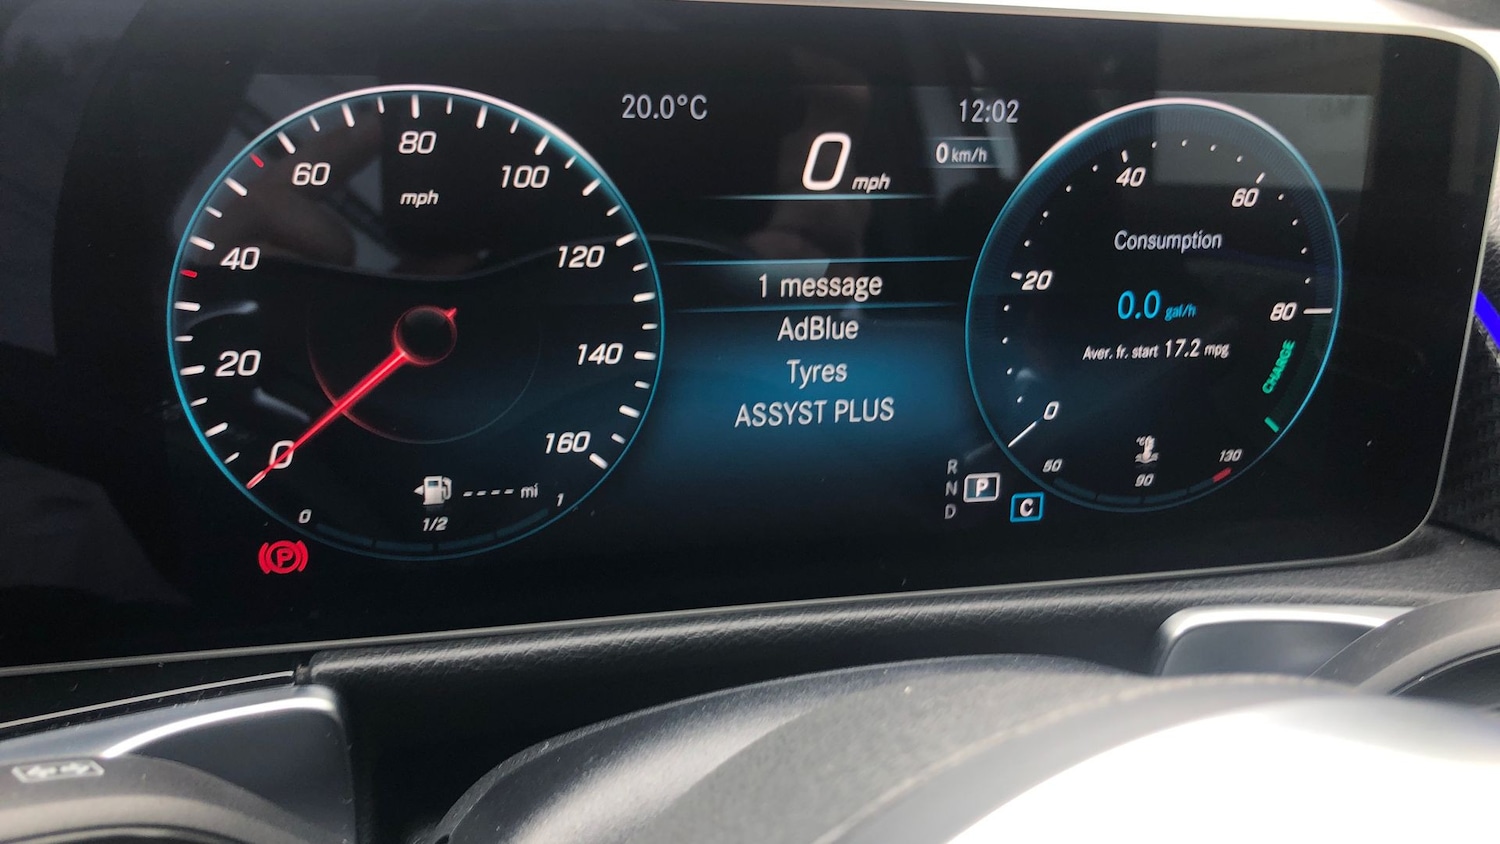 20.0°C
12:02
0 mph
0 km/h
0
20
40
60
80
100
120
140
160
mph
1 message
AdBlue
Tyres
ASSYST PLUS
0
20
40
60
80
Consumption
0.0 gal/h
Aver. fr. start 17.2 mpg
CHARGE
---- mi
0
1/2
1
R
N
D
P
C
°C
50
90
130
P